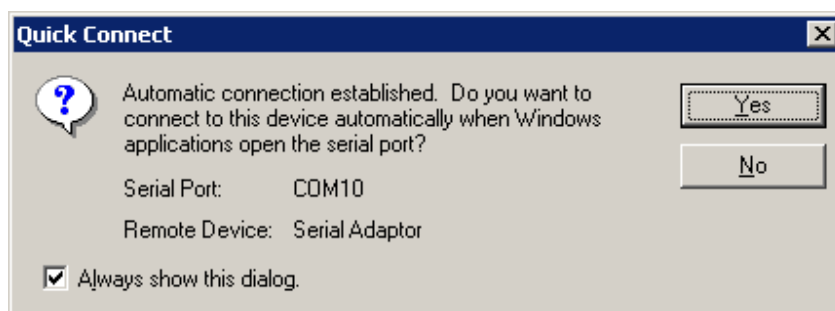 Quick Connect
Automatic connection established. Do you want to
connect to this device automatically when Windows
applications open the serial port?
Serial Port: COM10
Remote Device: Serial Adaptor
Always show this dialog.
Yes
No